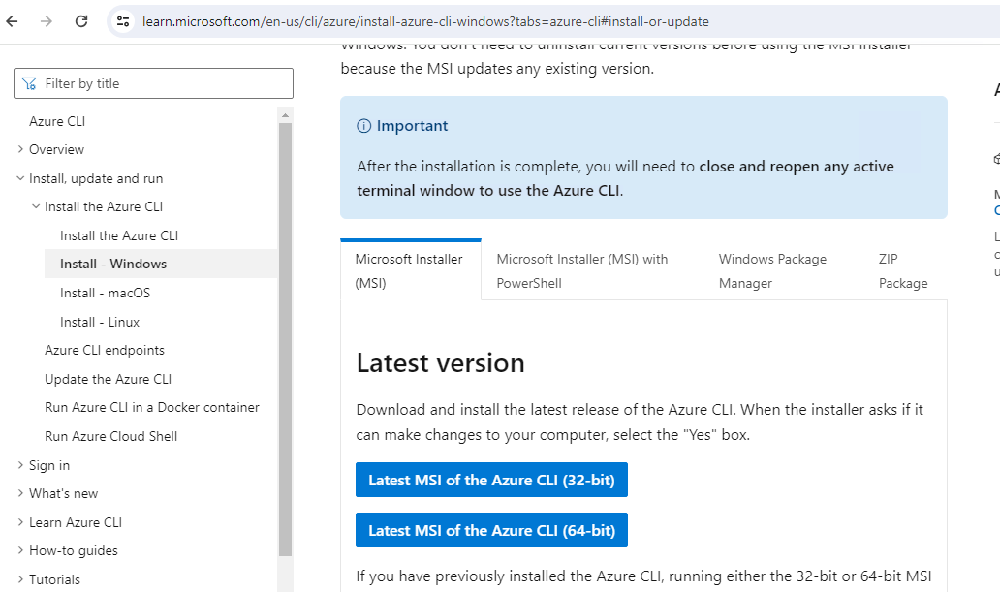 learn.microsoft.com/en-us/cli/azure/install-azure-cli-windows?tabs=azure-cli#install-or-update
Filter by title
Azure CLI
Overview
Install, update and run
Install the Azure CLI
Install the Azure CLI
Install - Windows
Install - macOS
Install - Linux
Azure CLI endpoints
Update the Azure CLI
Run Azure CLI in a Docker container
Run Azure Cloud Shell
Sign in
What's new
Learn Azure CLI
How-to guides
Tutorials
Windows. You don't need to uninstall current versions before using the MSI installer
because the MSI updates any existing version.
Important
After the installation is complete, you will need to close and reopen any active
terminal window to use the Azure CLI.
Microsoft Installer
(MSI)
Microsoft Installer (MSI) with
PowerShell
Windows Package
Manager
ZIP
Package
Latest version
Download and install the latest release of the Azure CLI. When the installer asks if it
can make changes to your computer, select the "Yes" box.
Latest MSI of the Azure CLI (32-bit)
Latest MSI of the Azure CLI (64-bit)
If you have previously installed the Azure CLI, running either the 32-bit or 64-bit MSI